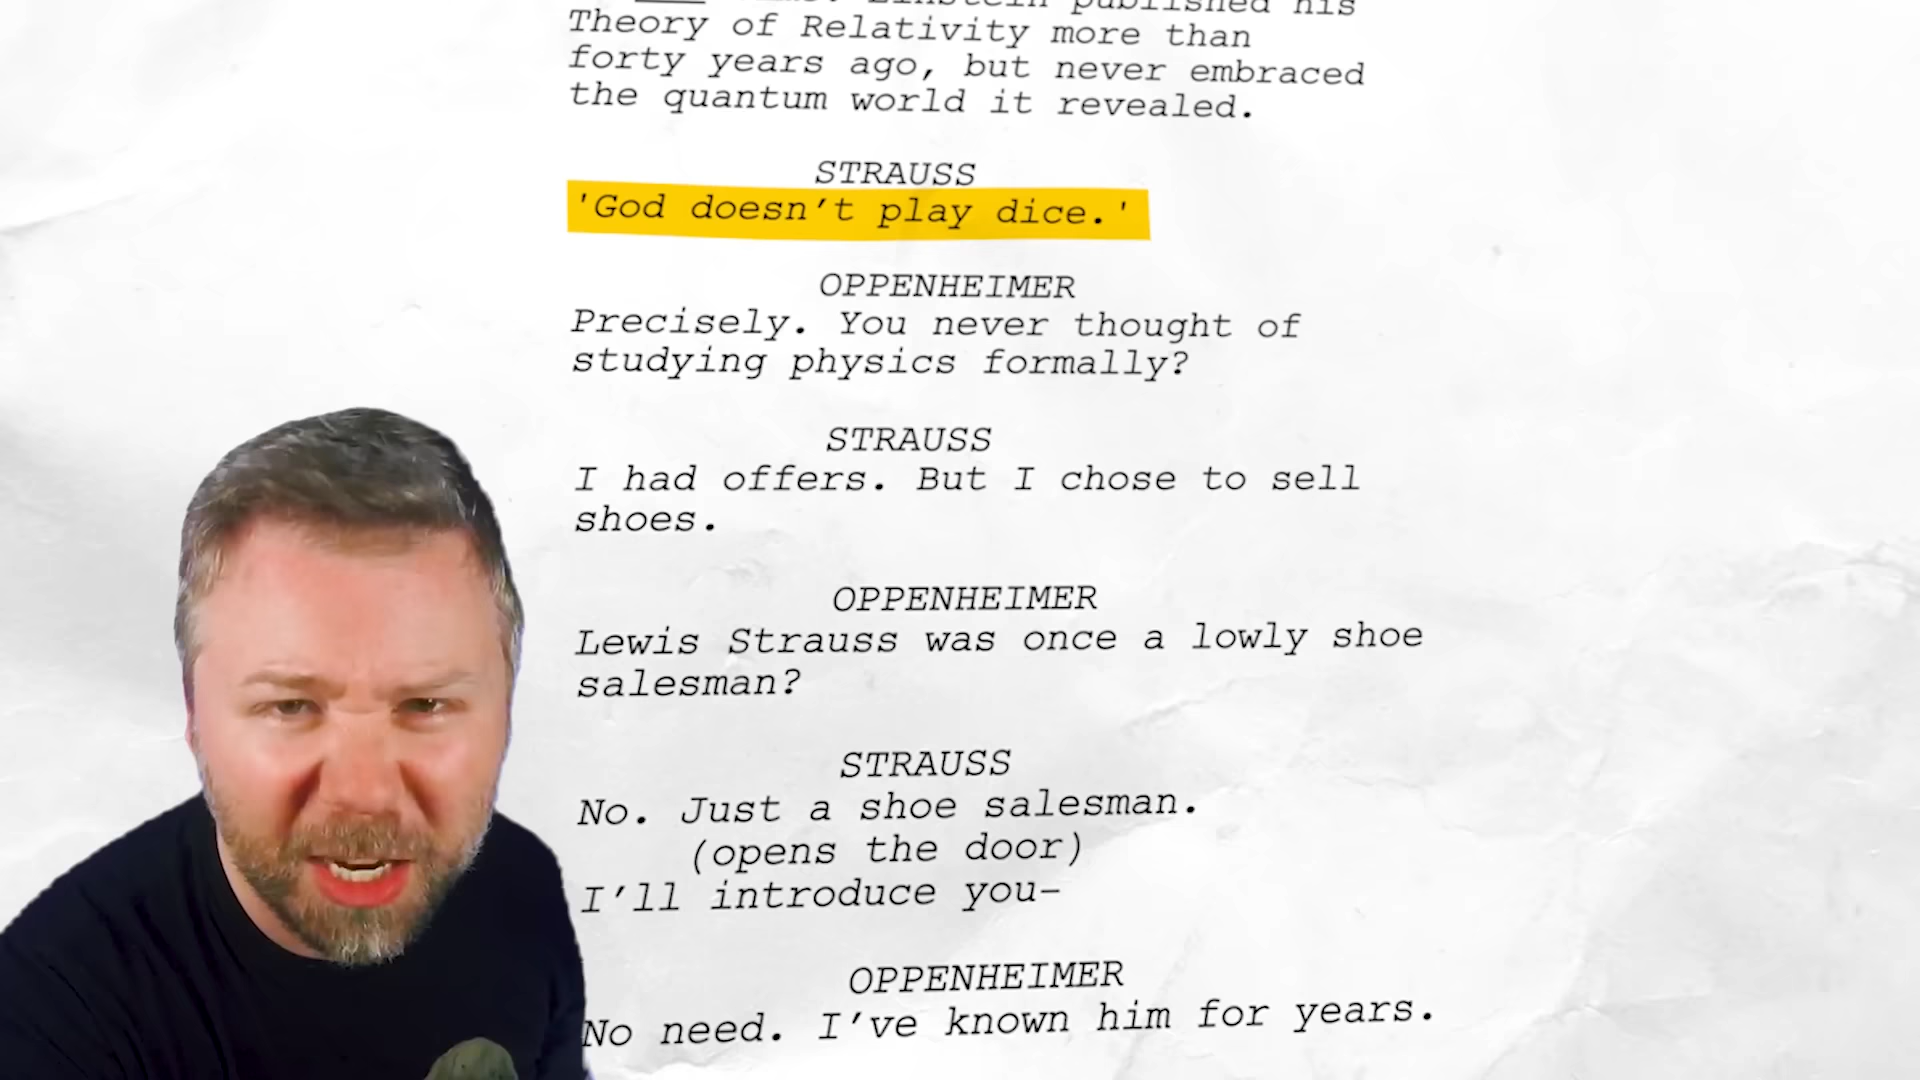 Einstein published his
Theory of Relativity more than
forty years ago, but never embraced
the quantum world it revealed.
STRAUSS
'God doesn't play dice.'
OPPENHEIMER
Precisely. You never thought of
studying physics formally?
STRAUSS
I had offers. But I chose to sell
shoes.
OPPENHEIMER
Lewis Strauss was once a lowly shoe
salesman?
STRAUSS
No. Just a shoe salesman.
(opens the door)
I'll introduce you-
OPPENHEIMER
No need. I've known him for years.